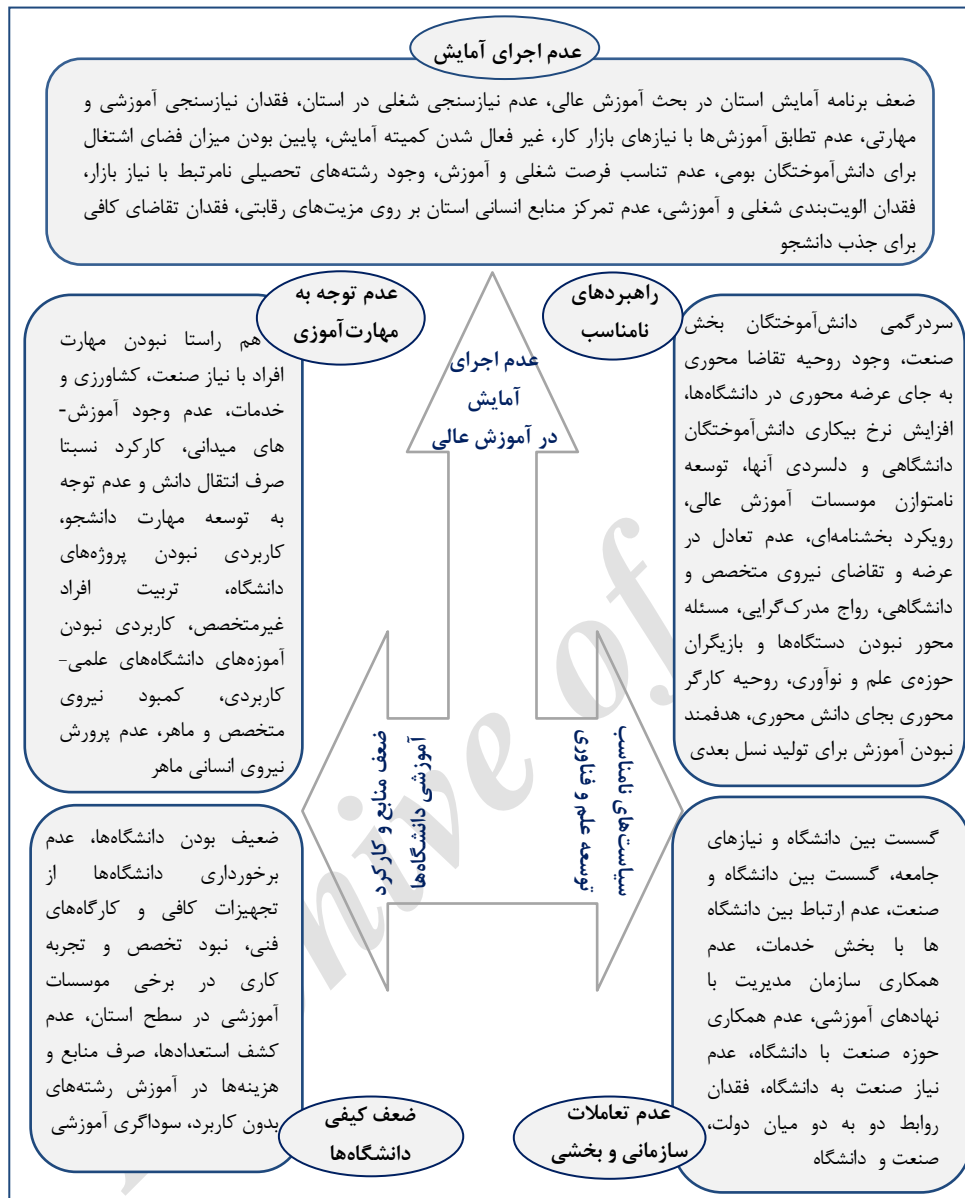 عدم اجرای آمایش
ضعف برنامه آمایش استان در بحث آموزش عالی، عدم نیازسنجی شغلی در استان، فقدان نیازسنجی آموزشی و
مهارتی، عدم تطابق آموزش‌ها با نیازهای بازار کار، غیر فعال شدن کمیته آمایش، پایین بودن میزان فضای اشتغال
برای دانش‌آموختگان بومی، عدم تناسب فرصت شغلی و آموزش، وجود رشته‌های تحصیلی نامرتبط با نیاز بازار،
فقدان الویت‌بندی شغلی و آموزشی، عدم تمرکز منابع انسانی استان بر روی مزیت‌های رقابتی، فقدان تقاضای کافی
برای جذب دانشجو
راهبردهای
نامناسب
سردرگمی دانش‌آموختگان بخش
صنعت، وجود روحیه تقاضا محوری
به جای عرضه محوری در دانشگاه‌ها،
افزایش نرخ بیکاری دانش‌آموختگان
دانشگاهی و دلسردی آنها، توسعه
نامتوازن موسسات آموزش عالی،
رویکرد بخشنامه‌ای، عدم تعادل در
عرضه و تقاضای نیروی متخصص و
دانشگاهی، رواج مدرک‌گرایی، مسئله
محور نبودن دستگاه‌ها و بازیگران
حوزه‌ی علم و نوآوری، روحیه کارگر
محوری بجای دانش محوری، هدفمند
نبودن آموزش برای تولید نسل بعدی
عدم توجه به
مهارت‌آموزی
هم راستا نبودن مهارت
افراد با نیاز صنعت، کشاورزی و
خدمات، عدم وجود آموزش-
های میدانی، کارکرد نسبتا
صرف انتقال دانش و عدم توجه
به توسعه مهارت دانشجو،
کاربردی نبودن پروژه‌های
دانشگاه، تربیت افراد
غیرمتخصص، کاربردی نبودن
آموزه‌های دانشگاه‌های علمی-
کاربردی، کمبود نیروی
متخصص و ماهر، عدم پرورش
نیروی انسانی ماهر
عدم اجرای
آمایش
در آموزش عالی
سیاست‌های نامناسب
توسعه علم و فناوری
ضعف منابع و کارکرد
آموزشی دانشگاه‌ها
گسست بین دانشگاه و نیازهای
جامعه، گسست بین دانشگاه و
صنعت، عدم ارتباط بین دانشگاه
ها با بخش خدمات، عدم
همکاری سازمان مدیریت با
نهادهای آموزشی، عدم همکاری
حوزه صنعت با دانشگاه، عدم
نیاز صنعت به دانشگاه، فقدان
روابط دو به دو میان دولت،
صنعت و دانشگاه
عدم تعاملات
سازمانی و بخشی
ضعیف بودن دانشگاه‌ها، عدم
برخورداری دانشگاه‌ها از
تجهیزات کافی و کارگاه‌های
فنی، نبود تخصص و تجربه
کاری در برخی موسسات
آموزشی در سطح استان، عدم
کشف استعدادها، صرف منابع و
هزینه‌ها در آموزش رشته‌های
بدون کاربرد، سوداگری آموزشی
ضعف کیفی
دانشگاه‌ها
hive of